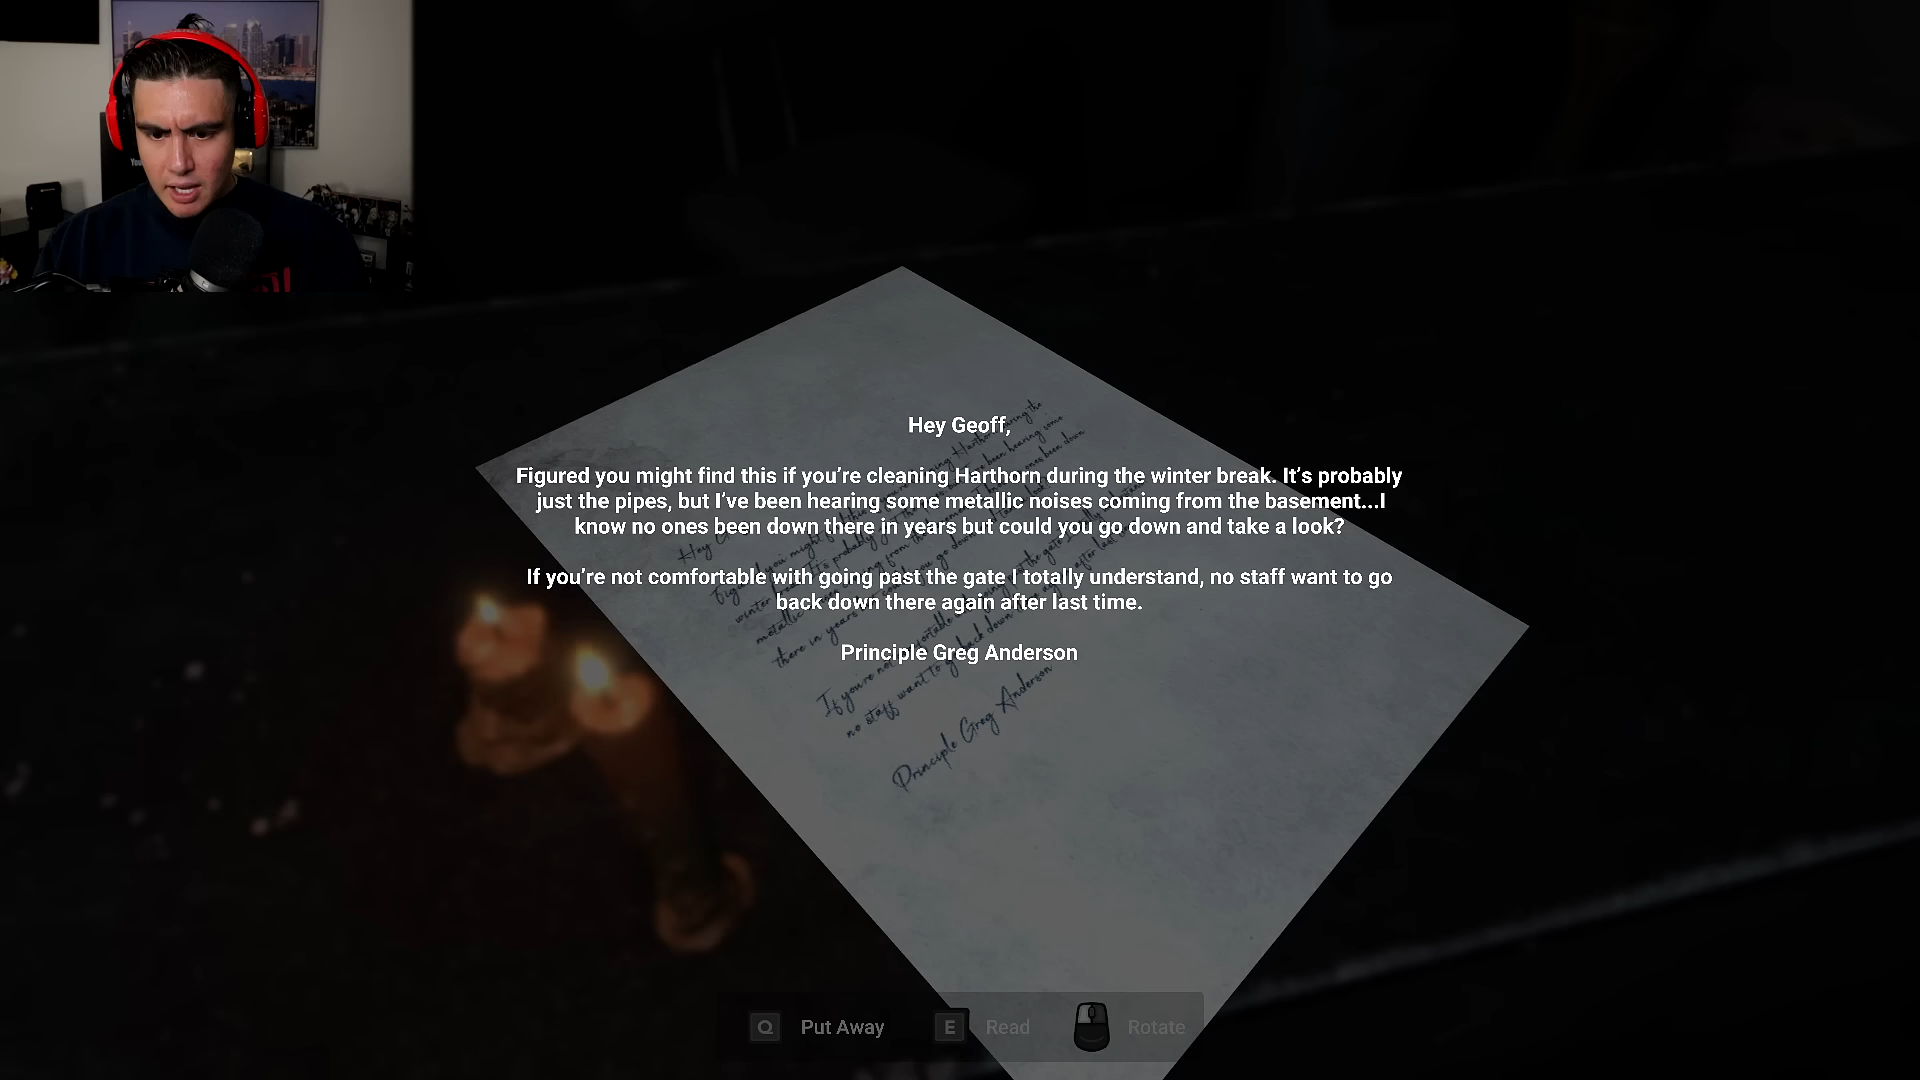 Hey Geoff,
Figured you might find this if you’re cleaning Harthorn during the winter break. It’s probably
just the pipes, but I’ve been hearing some metallic noises coming from the basement...I
know no ones been down there in years but could you go down and take a look?
If you’re not comfortable with going past the gate I totally understand, no staff want to go
back down there again after last time.
Principle Greg Anderson
Principle Greg Anderson
Q Put Away E Read Rotate